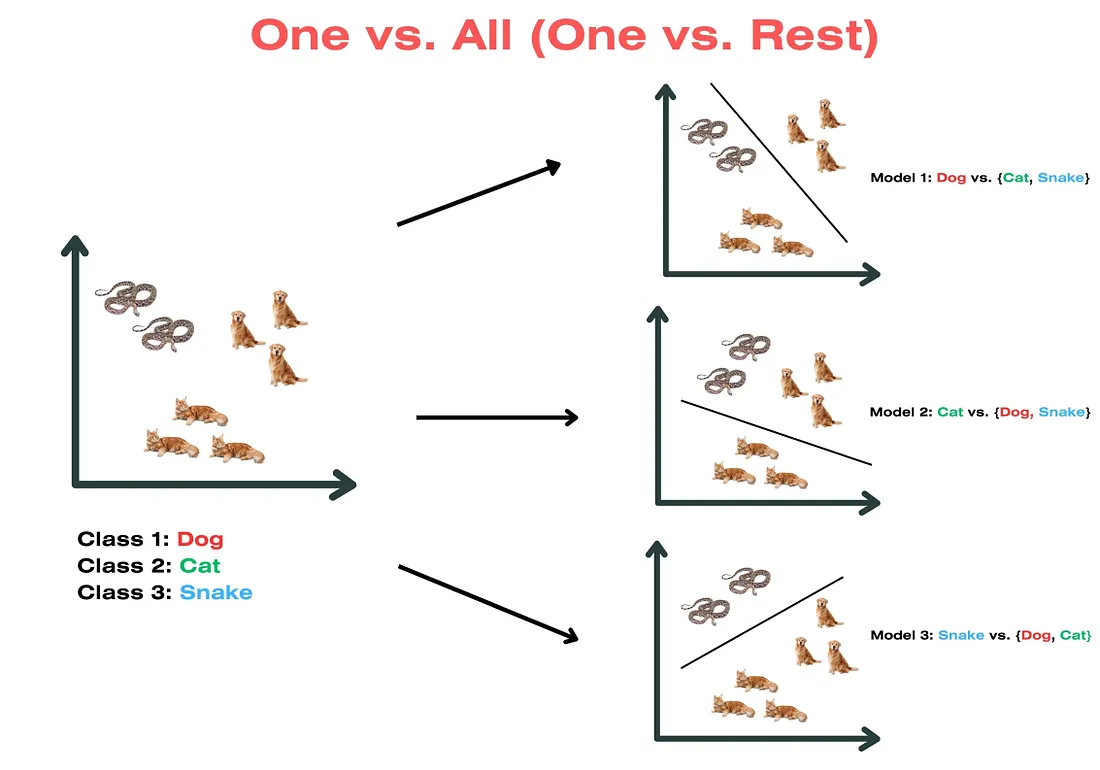 One vs. All (One vs. Rest)
Model 1: Dog vs. {Cat, Snake}
Model 2: Cat vs. {Dog, Snake}
Class 1: Dog
Class 2: Cat
Class 3: Snake
Model 3: Snake vs. {Dog, Cat}